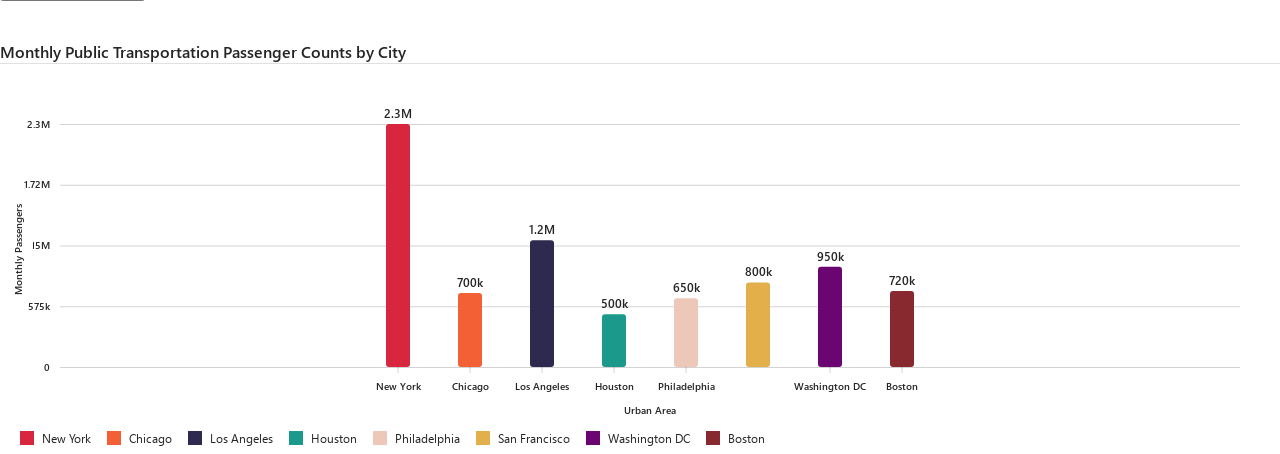 Monthly Public Transportation Passenger Counts by City
2.3M
2.3M
1.72M
15M
575k
0
Monthly Passengers
700k
1.2M
500k
650k
800k
950k
720k
New York
Chicago
Los Angeles
Houston
Philadelphia
Washington DC
Boston
Urban Area
New York
Chicago
Los Angeles
Houston
Philadelphia
San Francisco
Washington DC
Boston